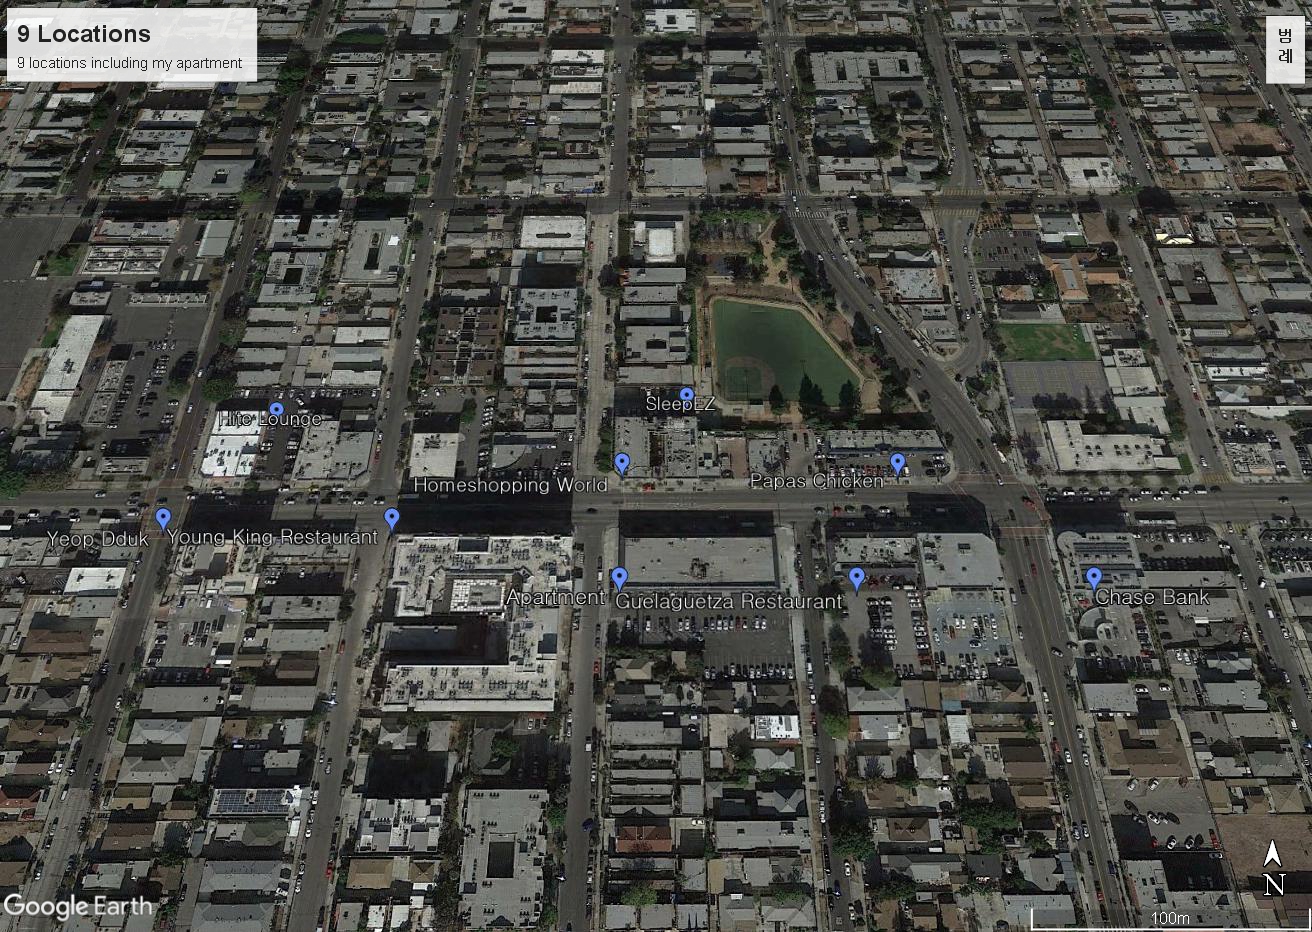 9 Locations
9 locations including my apartment
범
례
SleepEZ
Hite Lounge
Homeshopping World
Papas Chicken
Yeop Dduk
Young King Restaurant
Apartment
Guelaguetza Restaurant
Chase Bank
N
Google Earth
100m